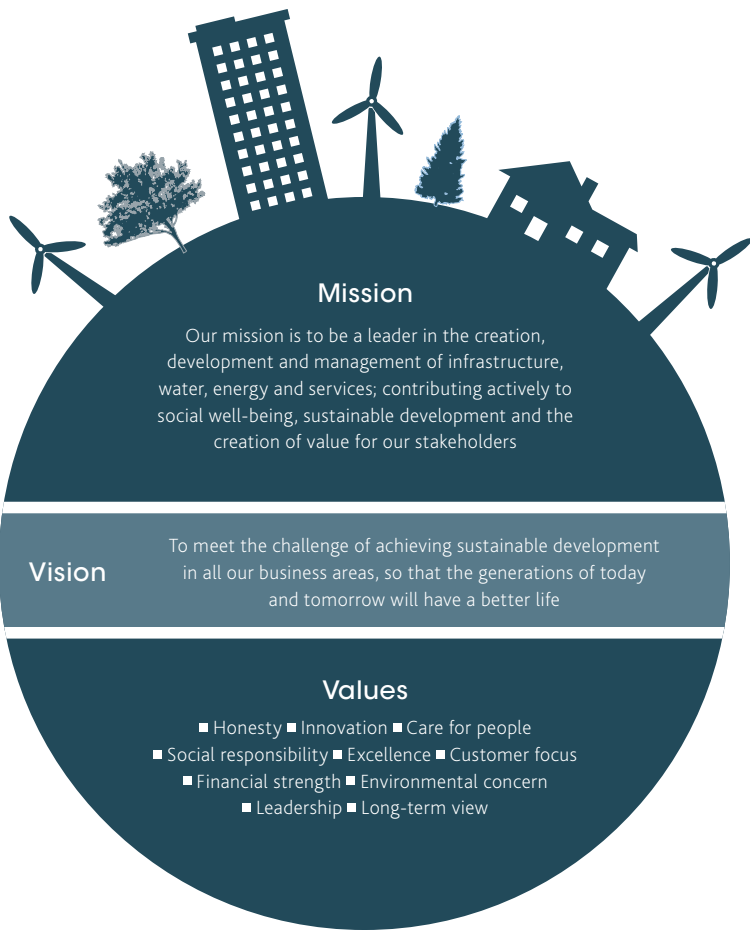 Mission
Our mission is to be a leader in the creation,
development and management of infrastructure,
water, energy and services; contributing actively to
social well-being, sustainable development and the
creation of value for our stakeholders
Vision
To meet the challenge of achieving sustainable development
in all our business areas, so that the generations of today
and tomorrow will have a better life
Values
■ Honesty ■ Innovation ■ Care for people
■ Social responsibility ■ Excellence ■ Customer focus
■ Financial strength ■ Environmental concern
■ Leadership ■ Long-term view